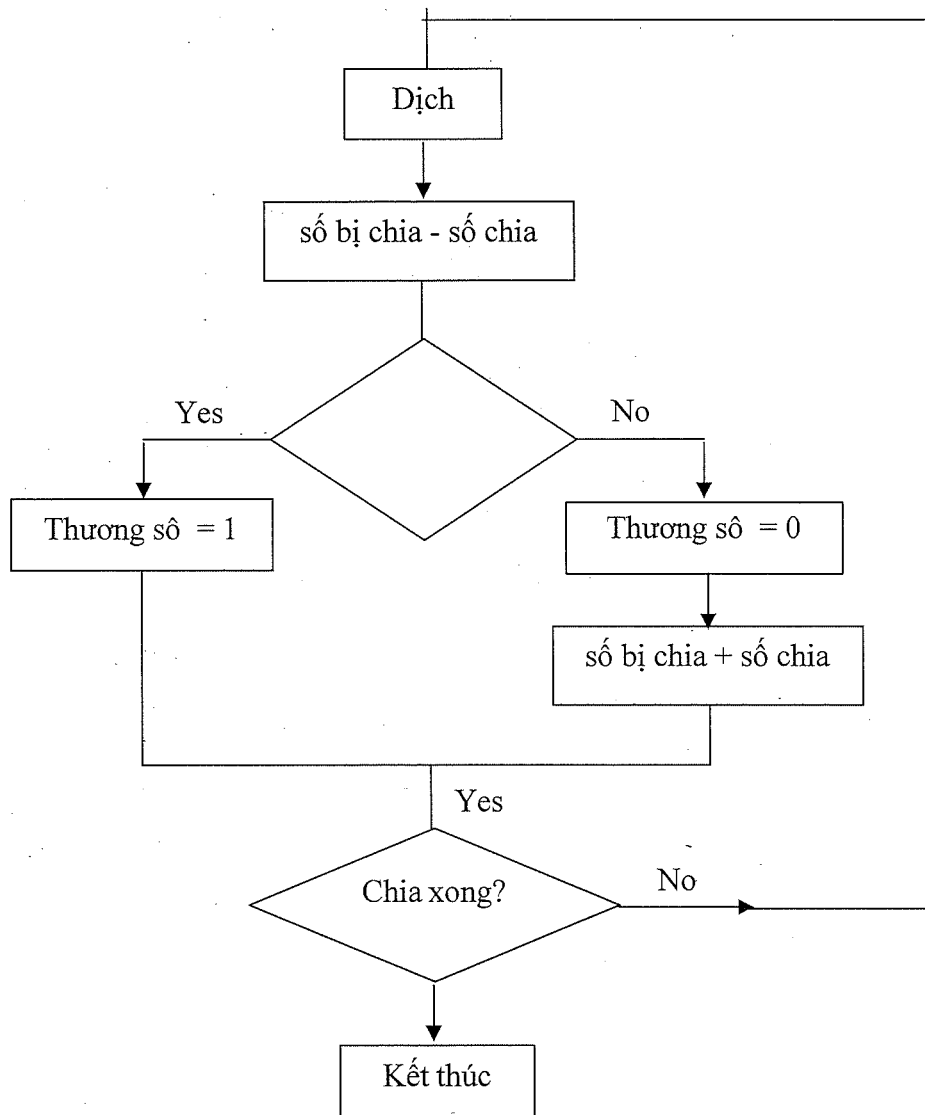 Dịch
số bị chia - số chia
Yes
No
Thương sô = 1
Thương sô = 0
số bị chia + số chia
Yes
Chia xong?
No
Kết thúc